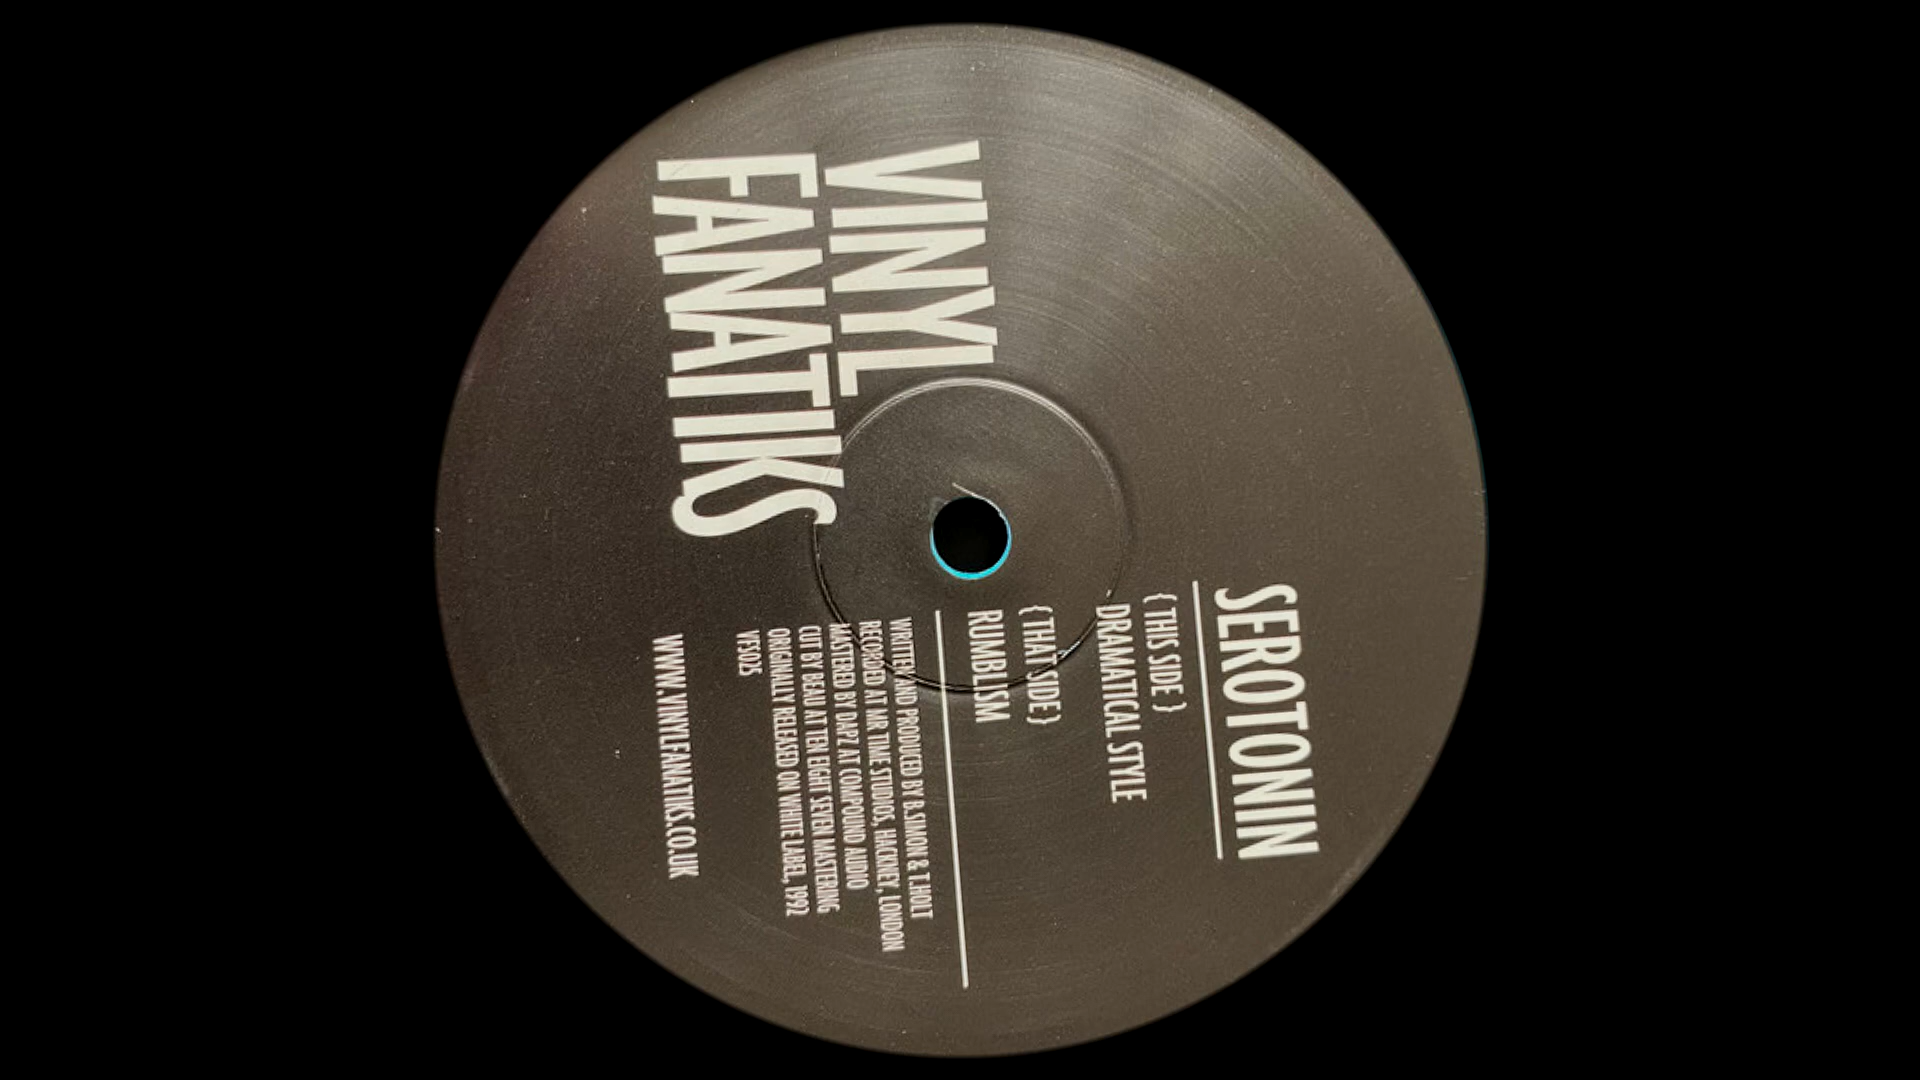 VINYL
FANATIKS
SEROTONIN
{ THIS SIDE }
DRAMATICAL STYLE
{ THAT SIDE }
RUMBLISM
WRITTEN AND PRODUCED BY B.SIMON & T.HOLT
RECORDED AT MR TIME STUDIOS, HACKNEY, LONDON
MASTERED BY DAPZ AT COMPOUND AUDIO
CUT BY BEAU AT TEN EIGHT SEVEN MASTERING
ORIGINALLY RELEASED ON WHITE LABEL, 1992
VFS025
WWW.VINYLFANATIKS.CO.UK